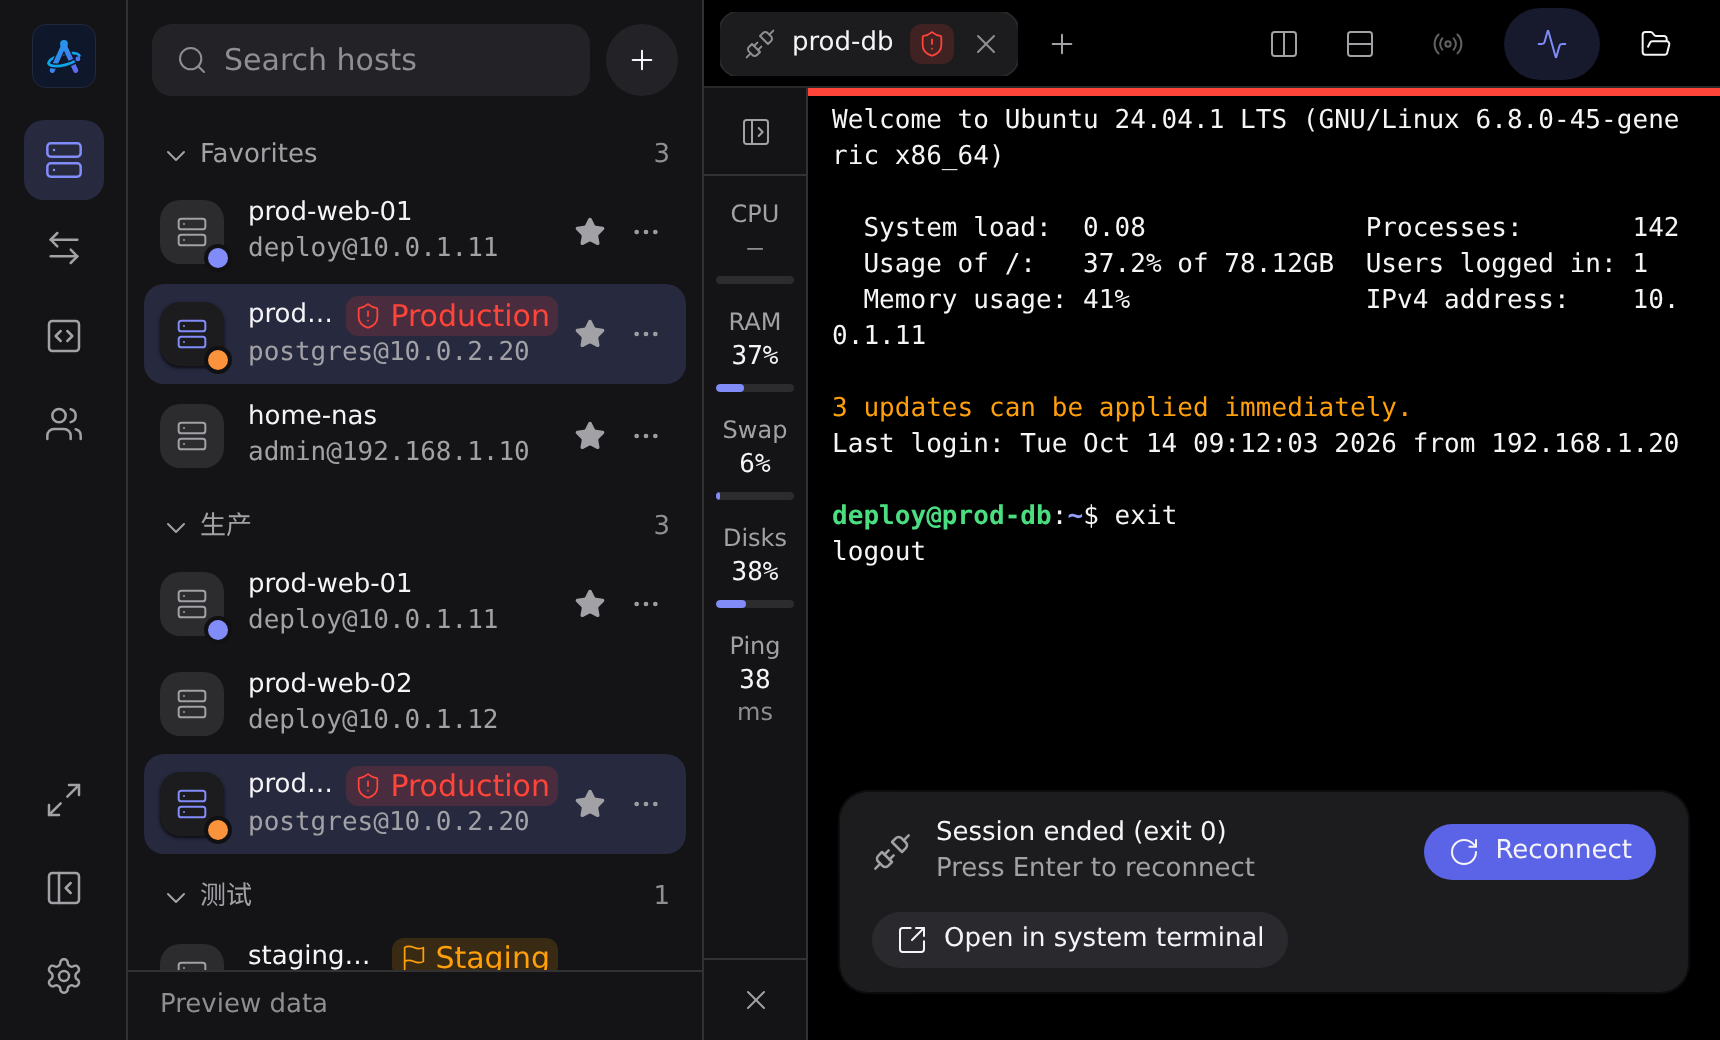 Search hosts
Favorites 3
prod-web-01
deploy@10.0.1.11
prod... Production
postgres@10.0.2.20
home-nas
admin@192.168.1.10
生产 3
prod-web-01
deploy@10.0.1.11
prod-web-02
deploy@10.0.1.12
prod... Production
postgres@10.0.2.20
测试 1
staging... Staging
Preview data
prod-db
CPU
—
RAM
37%
Swap
6%
Disks
38%
Ping
38
ms
Welcome to Ubuntu 24.04.1 LTS (GNU/Linux 6.8.0-45-gene
ric x86_64)
System load: 0.08 Processes: 142
Usage of /: 37.2% of 78.12GB Users logged in: 1
Memory usage: 41% IPv4 address: 10.
0.1.11
3 updates can be applied immediately.
Last login: Tue Oct 14 09:12:03 2026 from 192.168.1.20
deploy@prod-db:~$ exit
logout
Session ended (exit 0)
Press Enter to reconnect
Reconnect
Open in system terminal